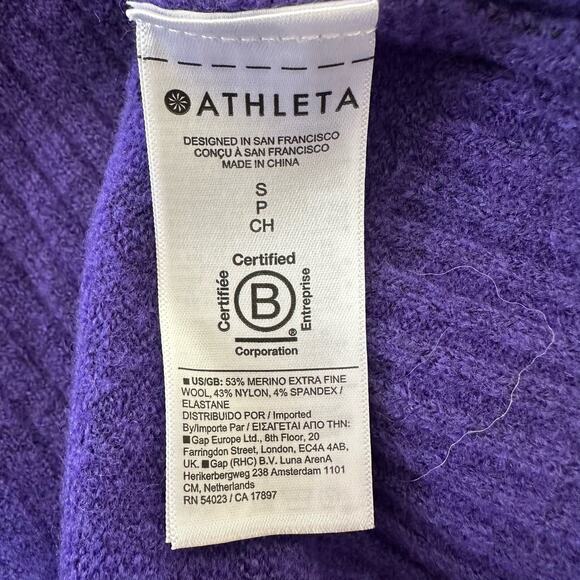 ATHLETA
DESIGNED IN SAN FRANCISCO
CONÇU À SAN FRANCISCO
MADE IN CHINA
S
P
CH
Certified
Certifiée
B
Entreprise
®
Corporation
■ US/GB: 53% MERINO EXTRA FINE
WOOL, 43% NYLON, 4% SPANDEX /
ELASTANE
DISTRIBUIDO POR / Imported
By/Importe Par / ΕΙΣΑΓΕΤΑΙ ΑΠΟ ΤΗΝ:
■Gap Europe Ltd., 8th Floor, 20
Farringdon Street, London, EC4A 4AB,
UK. ■Gap (RHC) B.V. Luna ArenA
Herikerbergweg 238 Amsterdam 1101
CM, Netherlands
RN 54023 / CA 17897